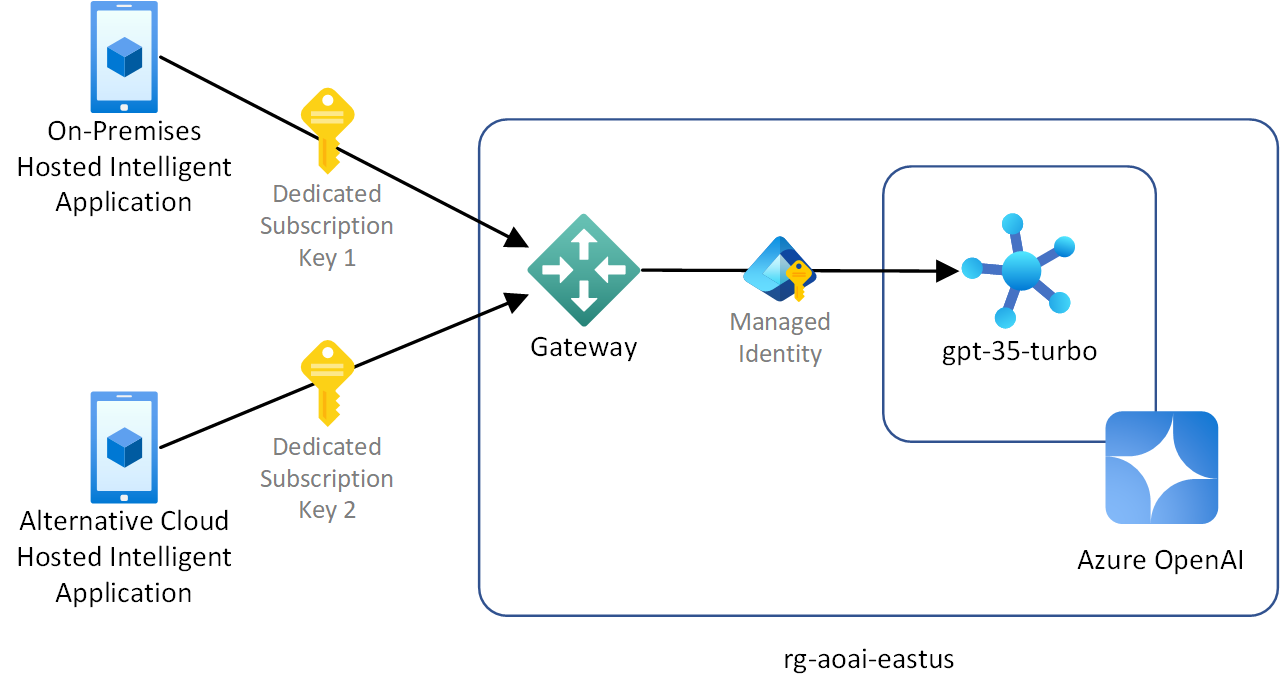 On-Premises
Hosted Intelligent
Application
Dedicated
Subscription
Key 1
Gateway
Managed
Identity
gpt-35-turbo
Dedicated
Subscription
Key 2
Alternative Cloud
Hosted Intelligent
Application
Azure OpenAI
rg-aoai-eastus